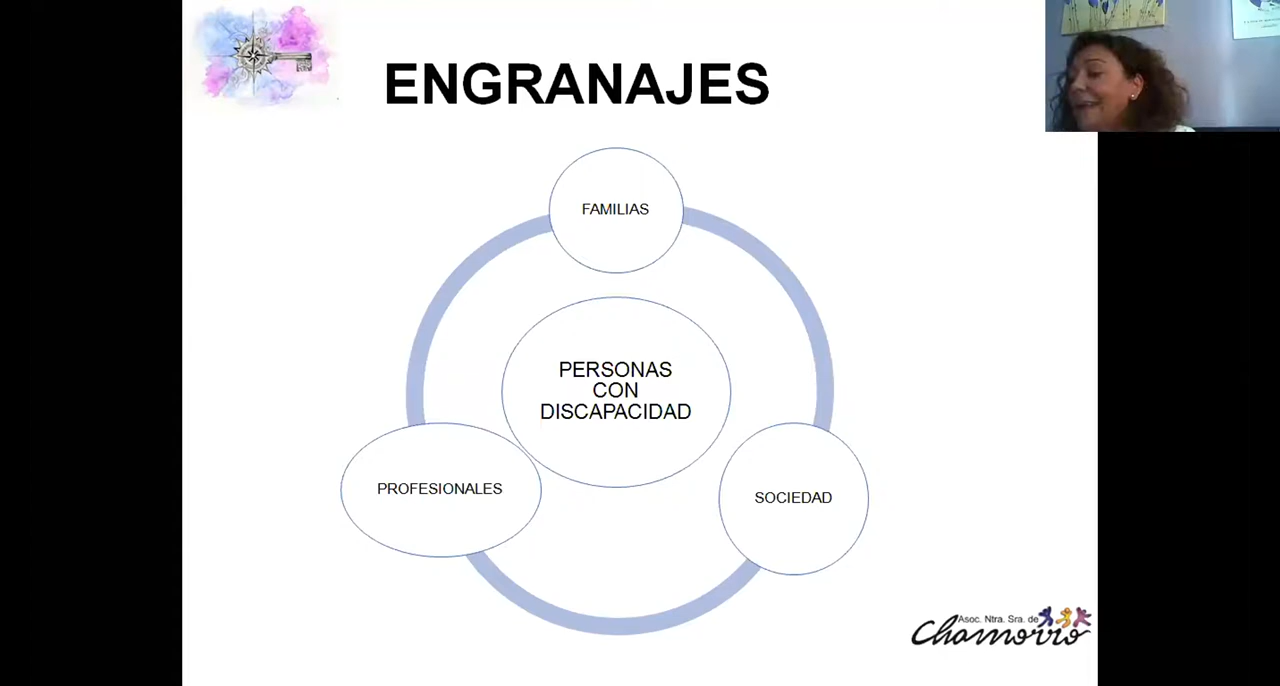 ENGRANAJES
FAMILIAS
PERSONAS
CON
DISCAPACIDAD
PROFESIONALES
SOCIEDAD
Asoc. Ntra. Sra. de
Chamorro